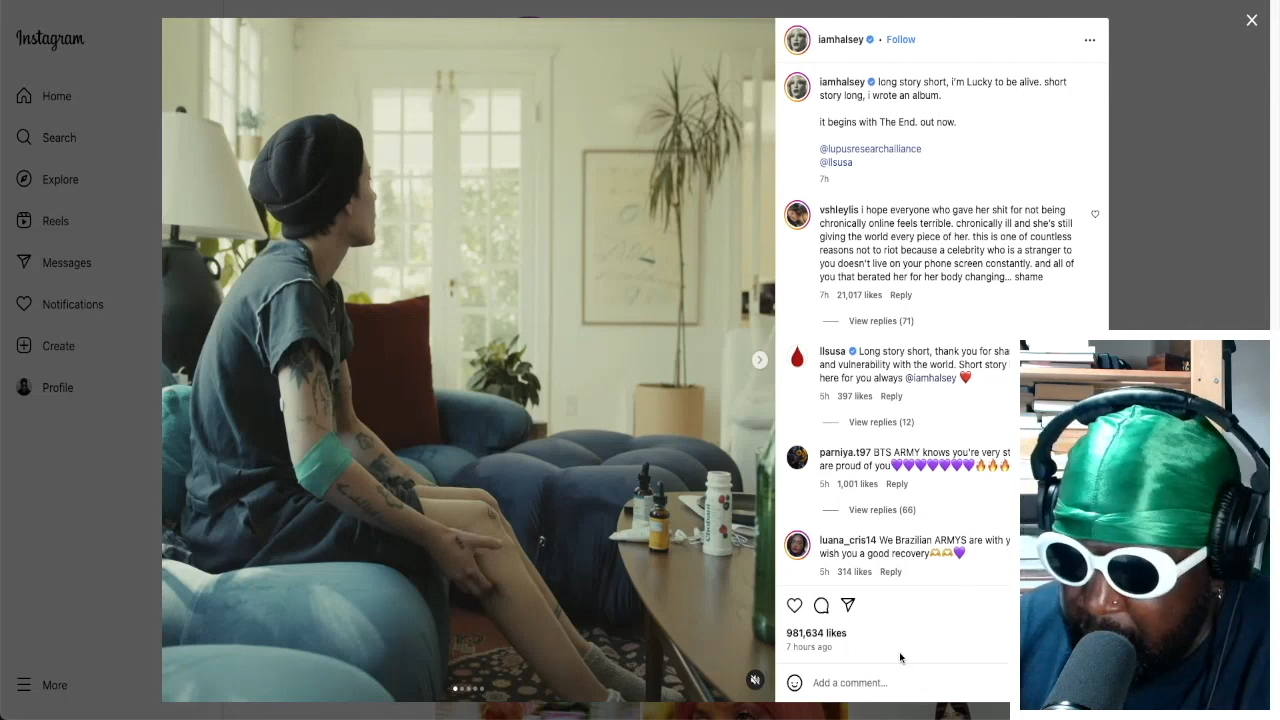 Instagram
Home
Search
Explore
Reels
Messages
Notifications
Create
Profile
More
iamhalsey • Follow
iamhalsey long story short, i'm Lucky to be alive. short
story long, i wrote an album.
it begins with The End. out now.
@lupusresearchalliance
@llsusa
7h
vshleylis i hope everyone who gave her shit for not being
chronically online feels terrible. chronically ill and she's still
giving the world every piece of her. this is one of countless
reasons not to riot because a celebrity who is a stranger to
you doesn't live on your phone screen constantly. and all of
you that berated her for her body changing... shame
7h 21,017 likes Reply
View replies (71)
llsusa Long story short, thank you for sha
and vulnerability with the world. Short story
here for you always @iamhalsey ❤️
5h 397 likes Reply
View replies (12)
parniya.t97 BTS ARMY knows you're very st
are proud of you💜💜💜💜💜💜💜🔥🔥🔥
5h 1,001 likes Reply
View replies (66)
luana_cris14 We Brazilian ARMYS are with y
wish you a good recovery🫶🫶💜
5h 314 likes Reply
981,634 likes
7 hours ago
Add a comment...
Chobani